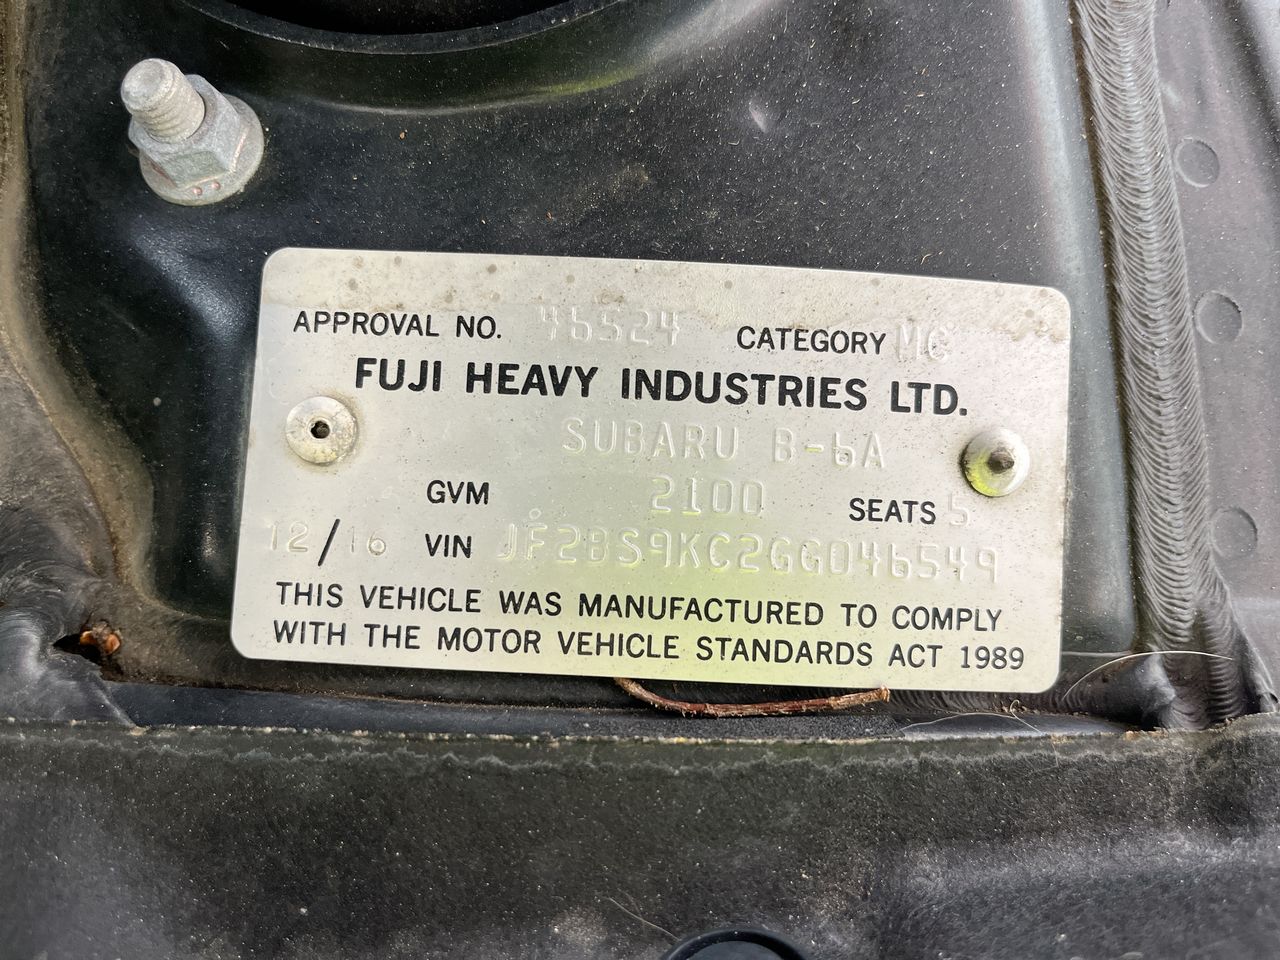 APPROVAL NO. 46524 CATEGORY MC
FUJI HEAVY INDUSTRIES LTD.
SUBARU B-6A
GVM 2100 SEATS 5
12/16 VIN JF2BS9KC2GG046549
THIS VEHICLE WAS MANUFACTURED TO COMPLY
WITH THE MOTOR VEHICLE STANDARDS ACT 1989